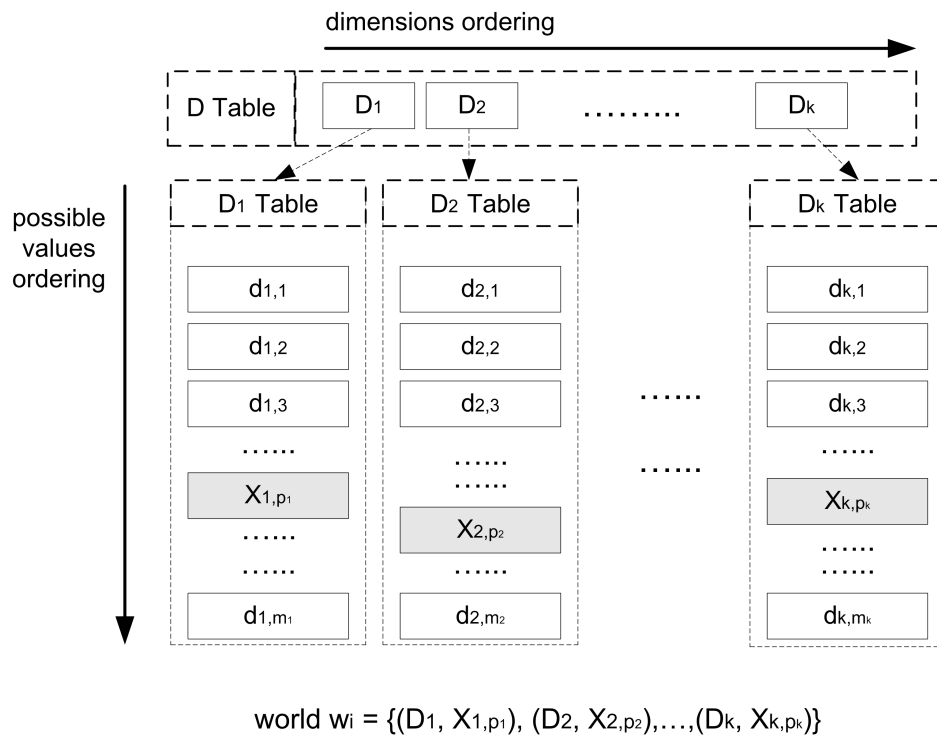 dimensions ordering
D Table
D1
D2
.........
Dk
possible
values
ordering
D1 Table
D2 Table
Dk Table
d1,1
d2,1
dk,1
d1,2
d2,2
dk,2
d1,3
d2,3
......
dk,3
......
......
......
......
......
X1,p1
X2,p2
Xk,pk
......
......
......
......
......
d1,m1
d2,m2
dk,mk
world wi = {(D1, X1,p1), (D2, X2,p2),...,(Dk, Xk,pk)}